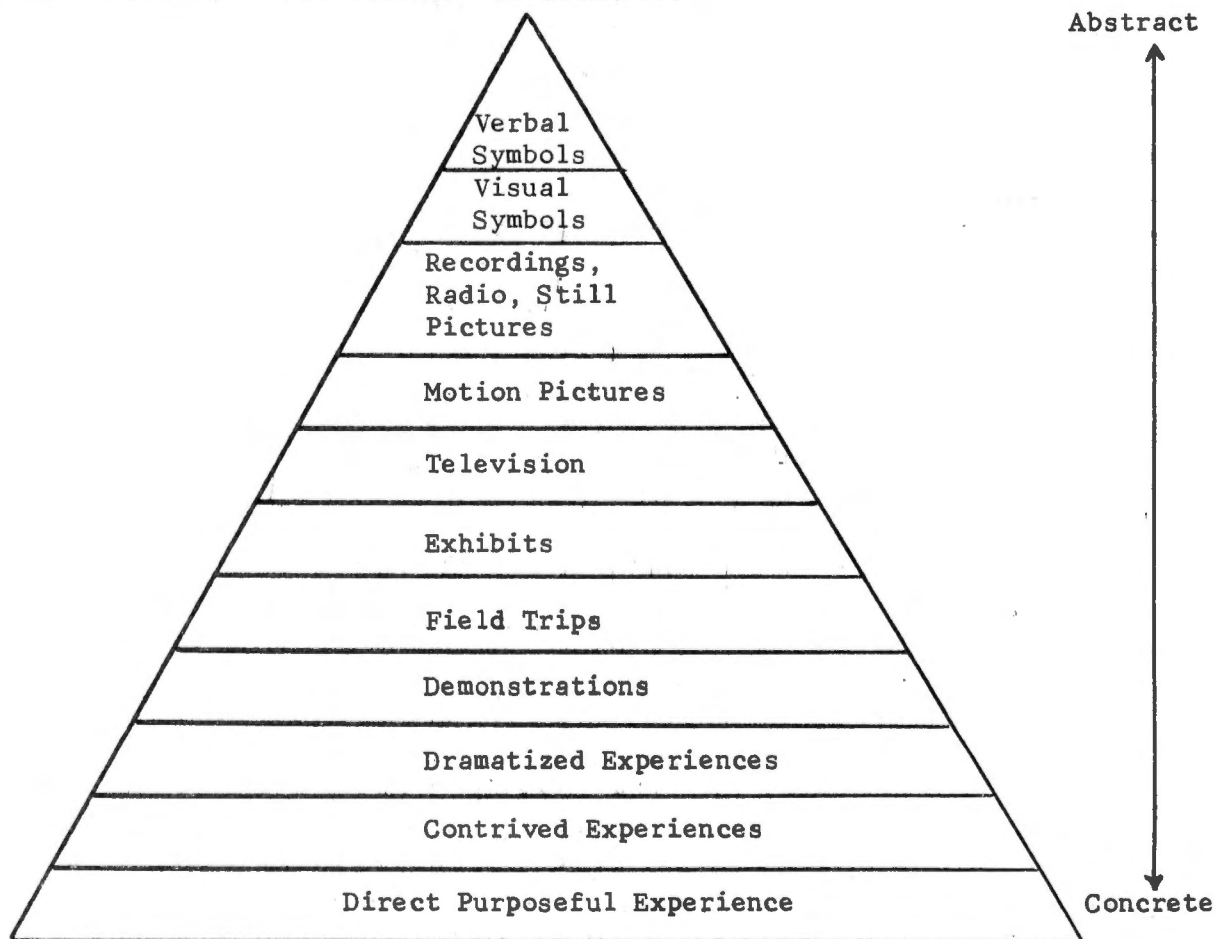 Abstract
Verbal
Symbols
Visual
Symbols
Recordings,
Radio, Still
Pictures
Motion Pictures
Television
Exhibits
Field Trips
Demonstrations
Dramatized Experiences
Contrived Experiences
Direct Purposeful Experience
Concrete